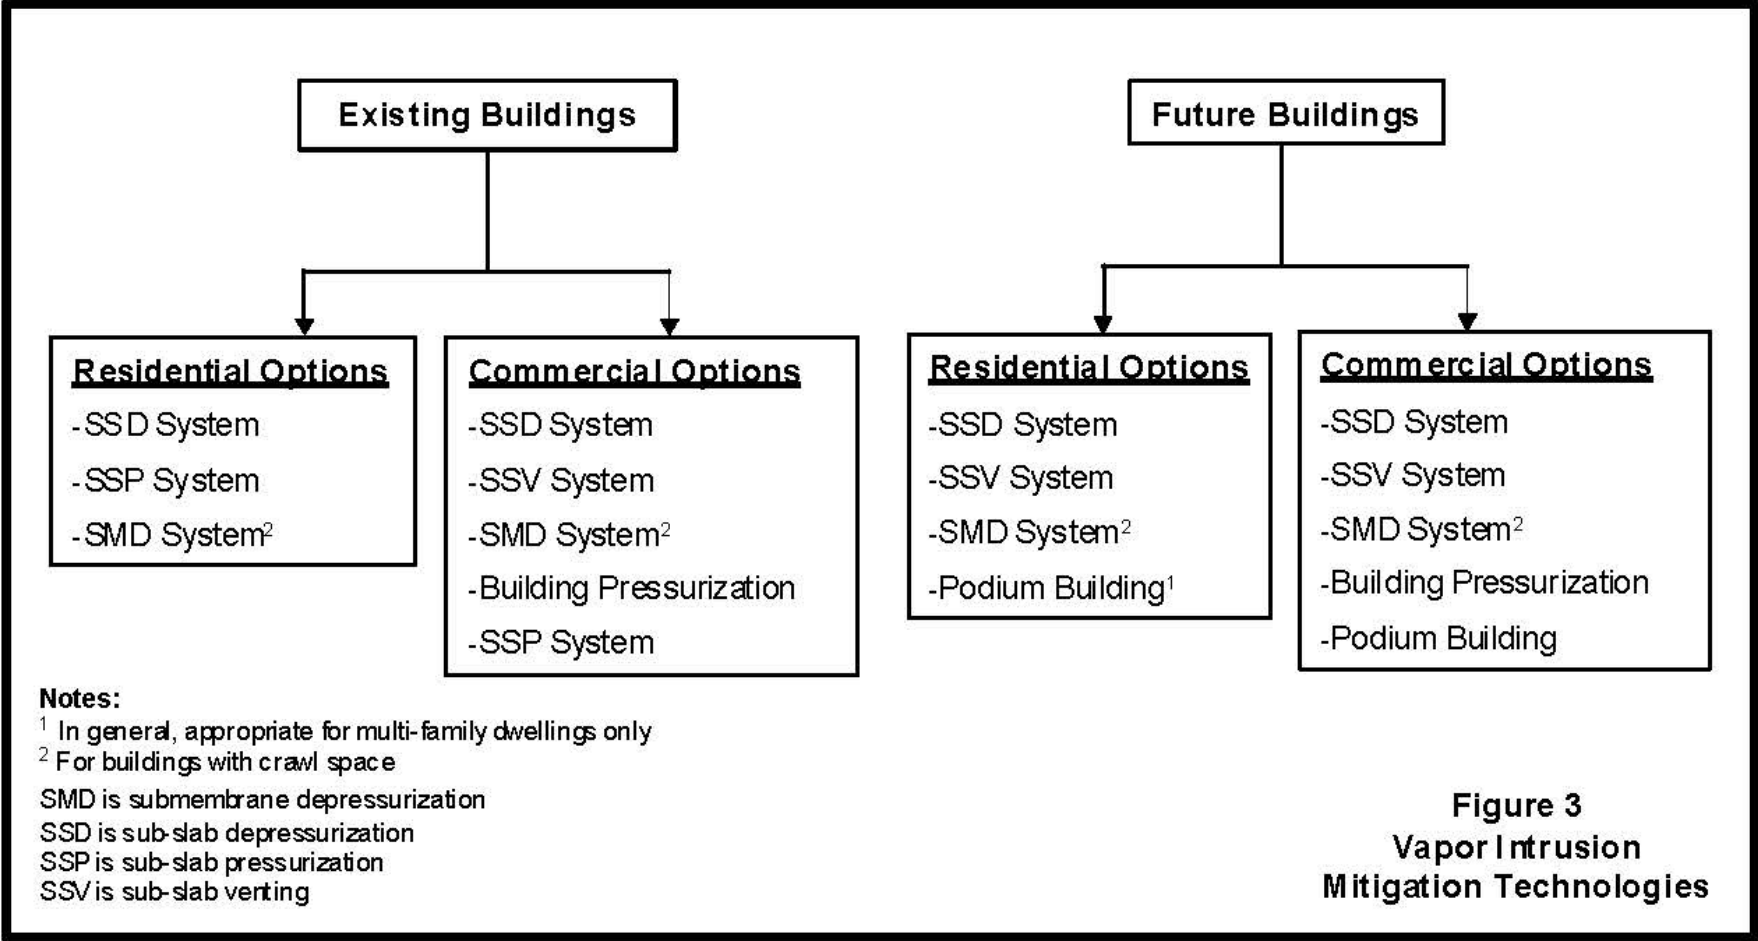 Existing Buildings
Future Buildings
Residential Options
-SSD System
-SSP System
-SMD System²
Commercial Options
-SSD System
-SSV System
-SMD System²
-Building Pressurization
-SSP System
Residential Options
-SSD System
-SSV System
-SMD System²
-Podium Building¹
Commercial Options
-SSD System
-SSV System
-SMD System²
-Building Pressurization
-Podium Building
Notes:
¹ In general, appropriate for multi-family dwellings only
² For buildings with crawl space
SMD is submembrane depressurization
SSD is sub-slab depressurization
SSP is sub-slab pressurization
SSV is sub-slab venting
Figure 3
Vapor Intrusion
Mitigation Technologies